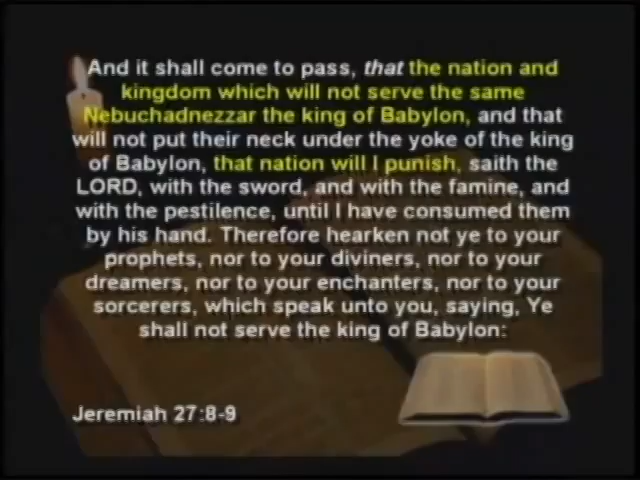 And it shall come to pass, that the nation and
kingdom which will not serve the same
Nebuchadnezzar the king of Babylon, and that
will not put their neck under the yoke of the king
of Babylon, that nation will I punish, saith the
LORD, with the sword, and with the famine, and
with the pestilence, until I have consumed them
by his hand. Therefore hearken not ye to your
prophets, nor to your diviners, nor to your
dreamers, nor to your enchanters, nor to your
sorcerers, which speak unto you, saying, Ye
shall not serve the king of Babylon:
Jeremiah 27:8-9